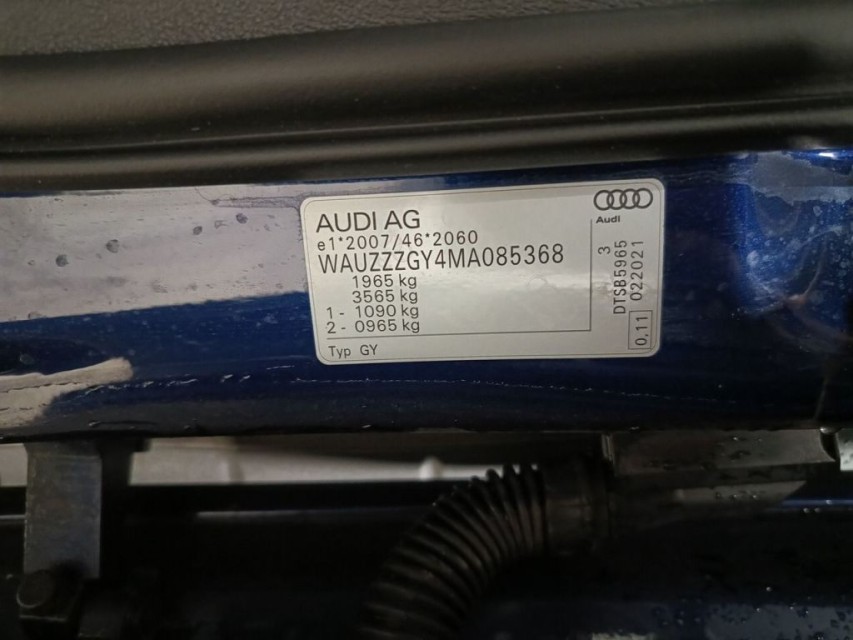 AUDI AG
e1*2007/46*2060
WAUZZZGY4MA085368
1965 kg
3565 kg
1 - 1090 kg
2 - 0965 kg
Typ GY
Audi
3
DTSB5965
022021
0,11